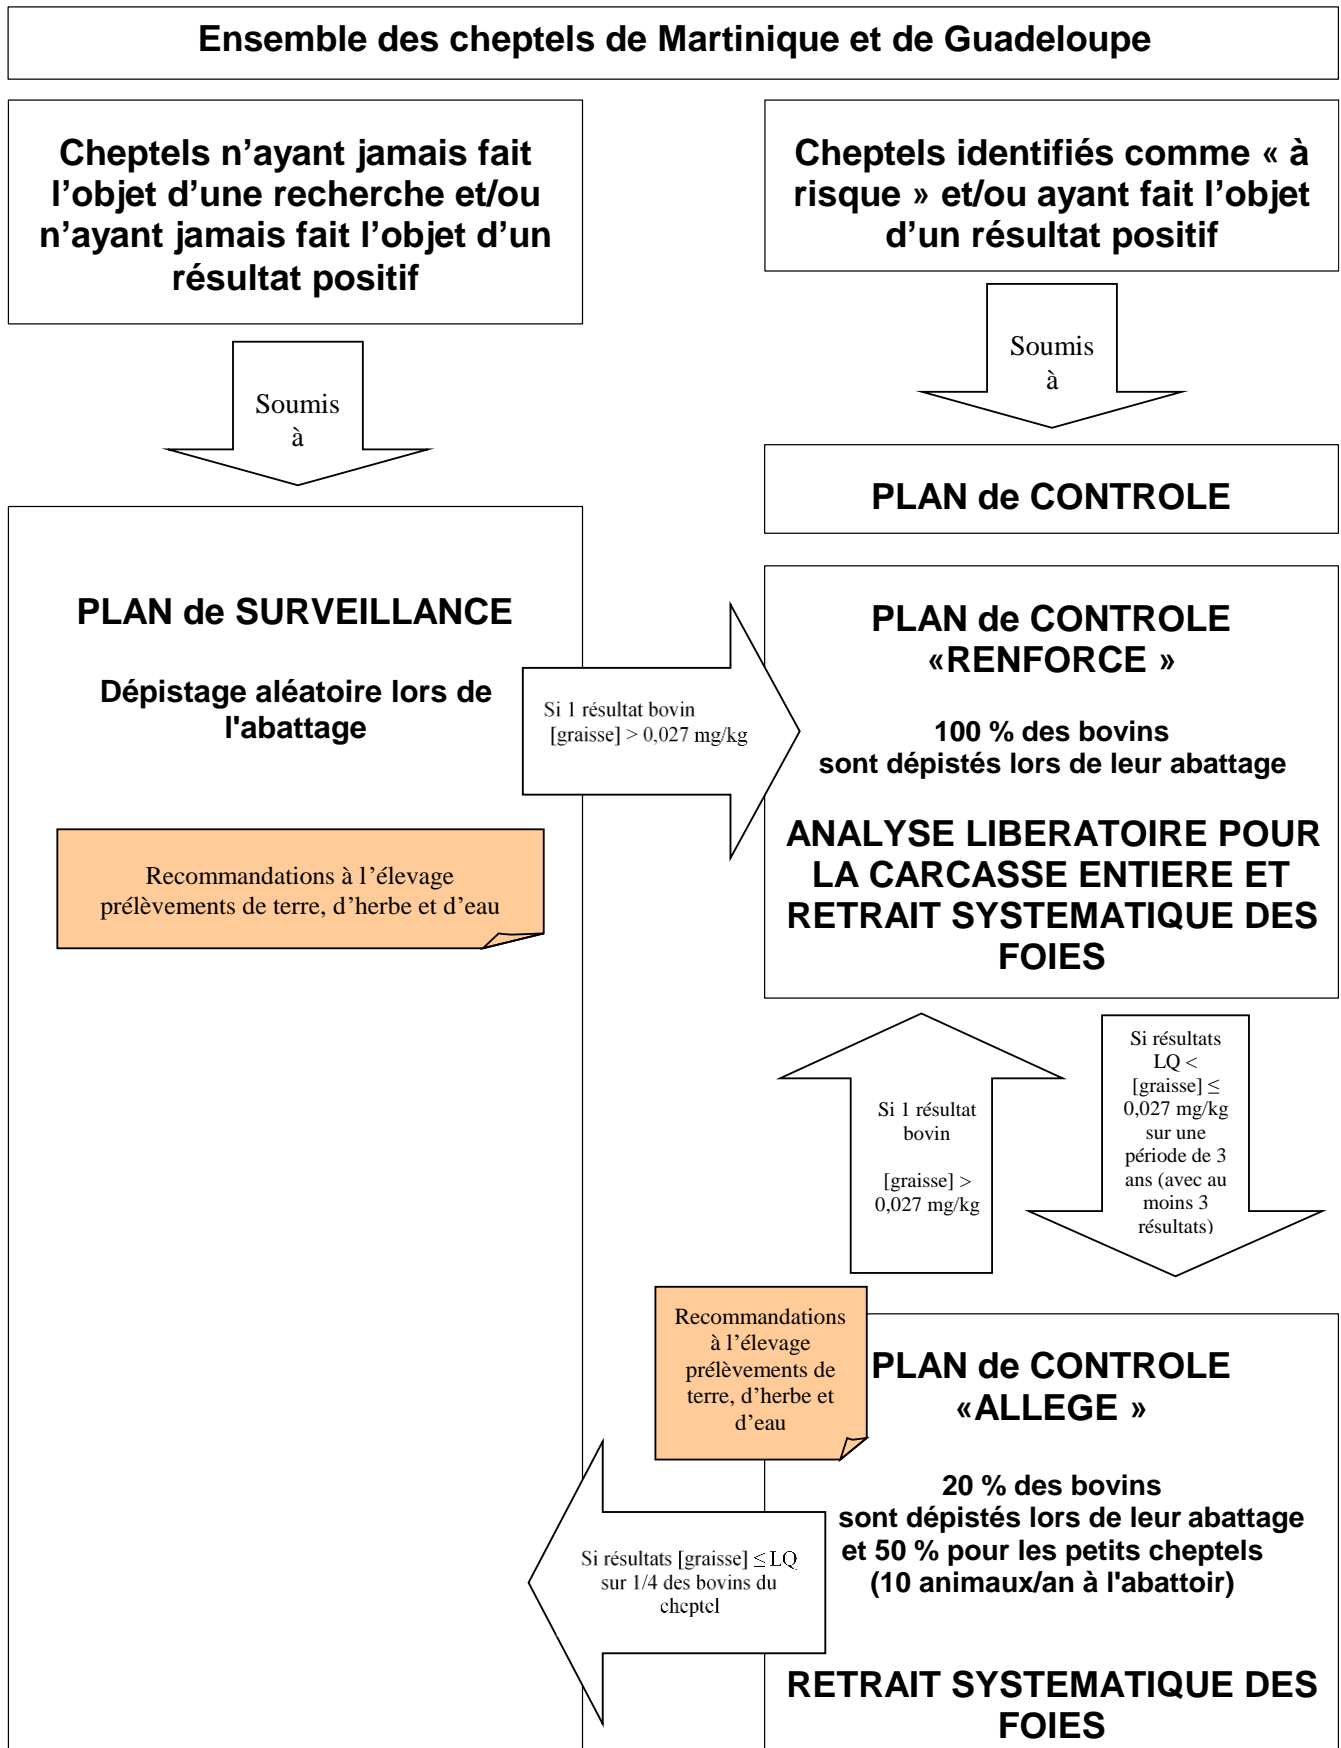 Ensemble des cheptels de Martinique et de Guadeloupe
Cheptels n’ayant jamais fait
l’objet d’une recherche et/ou
n’ayant jamais fait l’objet d’un
résultat positif
Cheptels identifiés comme « à
risque » et/ou ayant fait l’objet
d’un résultat positif
Soumis
à
Soumis
à
PLAN de CONTROLE
PLAN de SURVEILLANCE
Dépistage aléatoire lors de
l'abattage
Recommandations à l’élevage
prélèvements de terre, d’herbe et d’eau
Si 1 résultat bovin
[graisse] > 0,027 mg/kg
PLAN de CONTROLE
«RENFORCE »
100 % des bovins
sont dépistés lors de leur abattage
ANALYSE LIBERATOIRE POUR
LA CARCASSE ENTIERE ET
RETRAIT SYSTEMATIQUE DES
FOIES
Si 1 résultat
bovin
[graisse] >
0,027 mg/kg
Si résultats
LQ <
[graisse] ≤
0,027 mg/kg
sur une
période de 3
ans (avec au
moins 3
résultats)
Recommandations
à l’élevage
prélèvements de
terre, d’herbe et
d’eau
PLAN de CONTROLE
«ALLEGE »
20 % des bovins
sont dépistés lors de leur abattage
et 50 % pour les petits cheptels
(10 animaux/an à l'abattoir)
Si résultats [graisse] ≤ LQ
sur 1/4 des bovins du
cheptel
RETRAIT SYSTEMATIQUE DES
FOIES